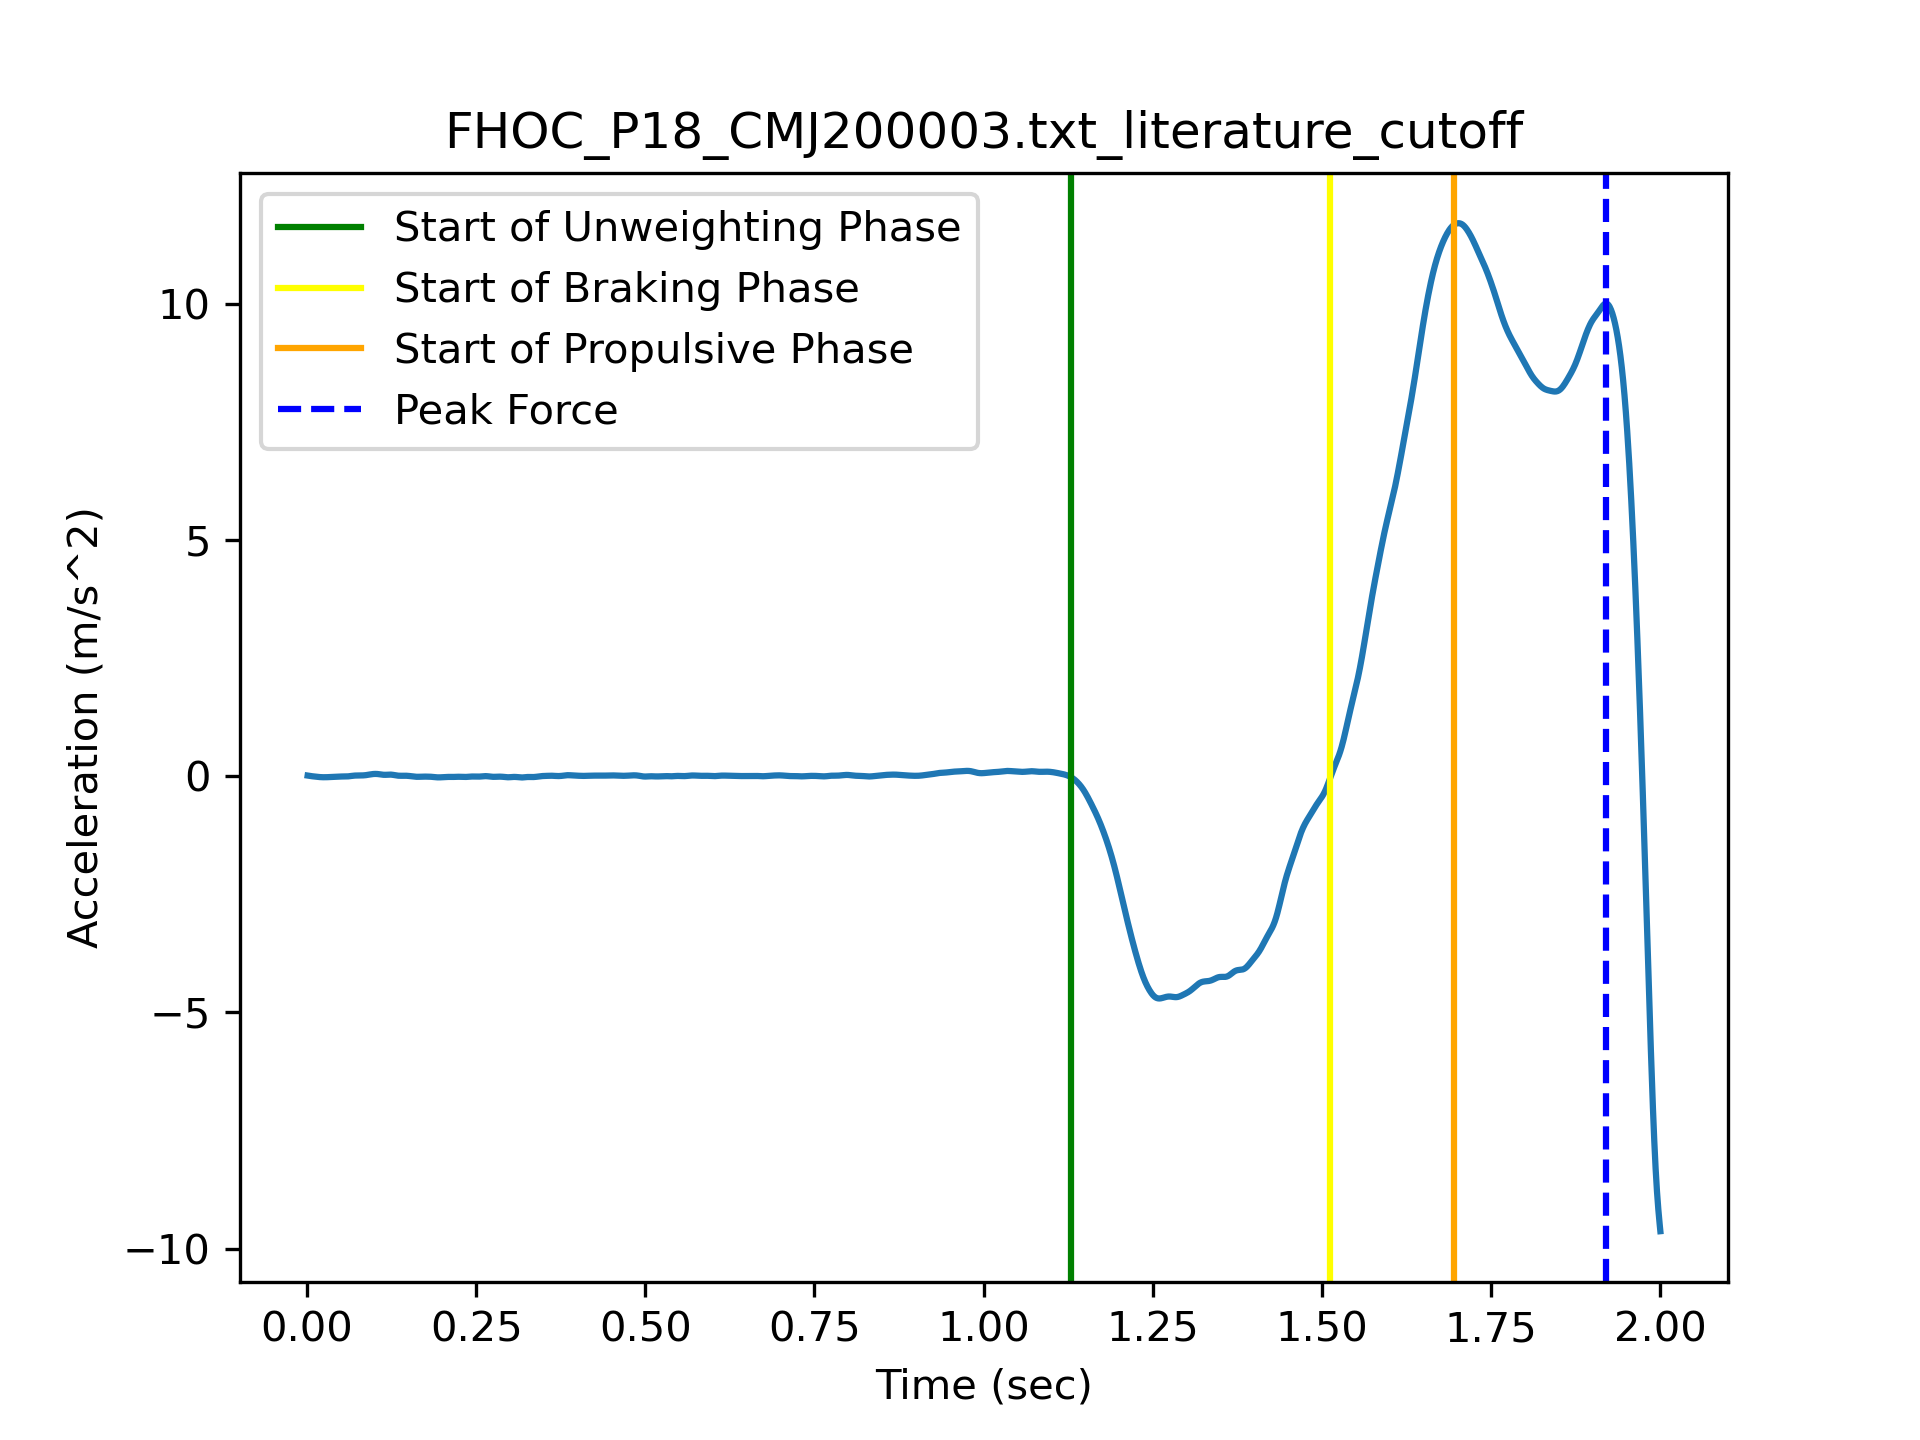 FHOC_P18_CMJ200003.txt_literature_cutoff
Start of Unweighting Phase
Start of Braking Phase
Start of Propulsive Phase
Peak Force
Acceleration (m/s^2)
10
5
0
−5
−10
0.00 0.25 0.50 0.75 1.00 1.25 1.50 1.75 2.00
Time (sec)